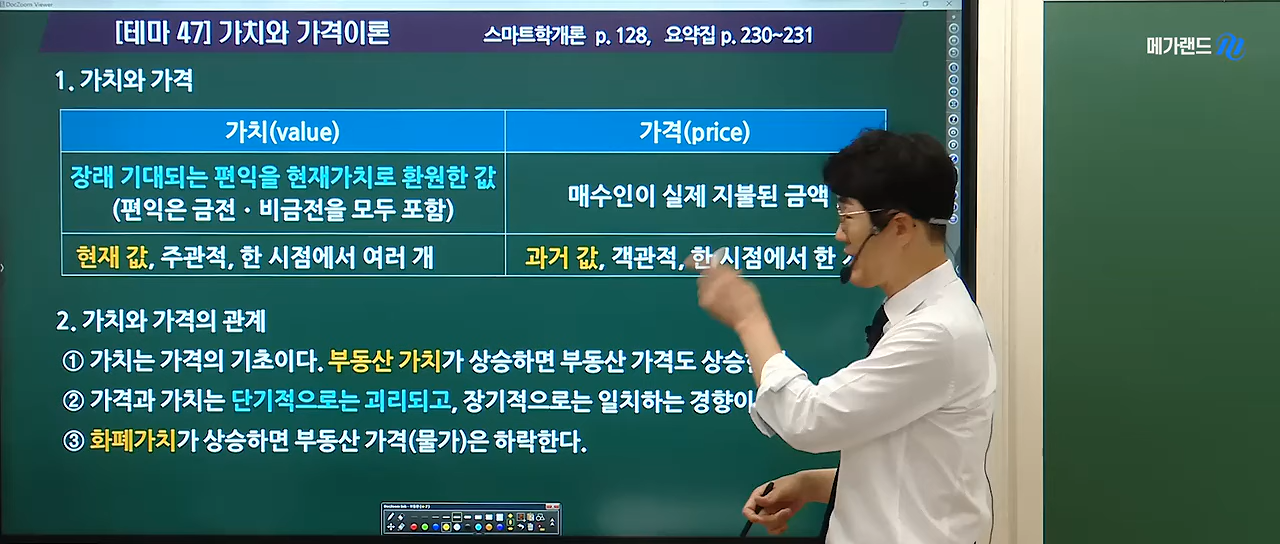 DocZoom Viewer
[테마 47] 가치와 가격이론
스마트학개론 p. 128, 요약집 p. 230~231
메가랜드
1. 가치와 가격
가치(value)
가격(price)
장래 기대되는 편익을 현재가치로 환원한 값
(편익은 금전·비금전을 모두 포함)
매수인이 실제 지불된 금액
현재 값, 주관적, 한 시점에서 여러 개
과거 값, 객관적, 한 시점에서 한
2. 가치와 가격의 관계
① 가치는 가격의 기초이다. 부동산 가치가 상승하면 부동산 가격도 상승
② 가격과 가치는 단기적으로는 괴리되고, 장기적으로는 일치하는 경향이
③ 화폐가치가 상승하면 부동산 가격(물가)은 하락한다.